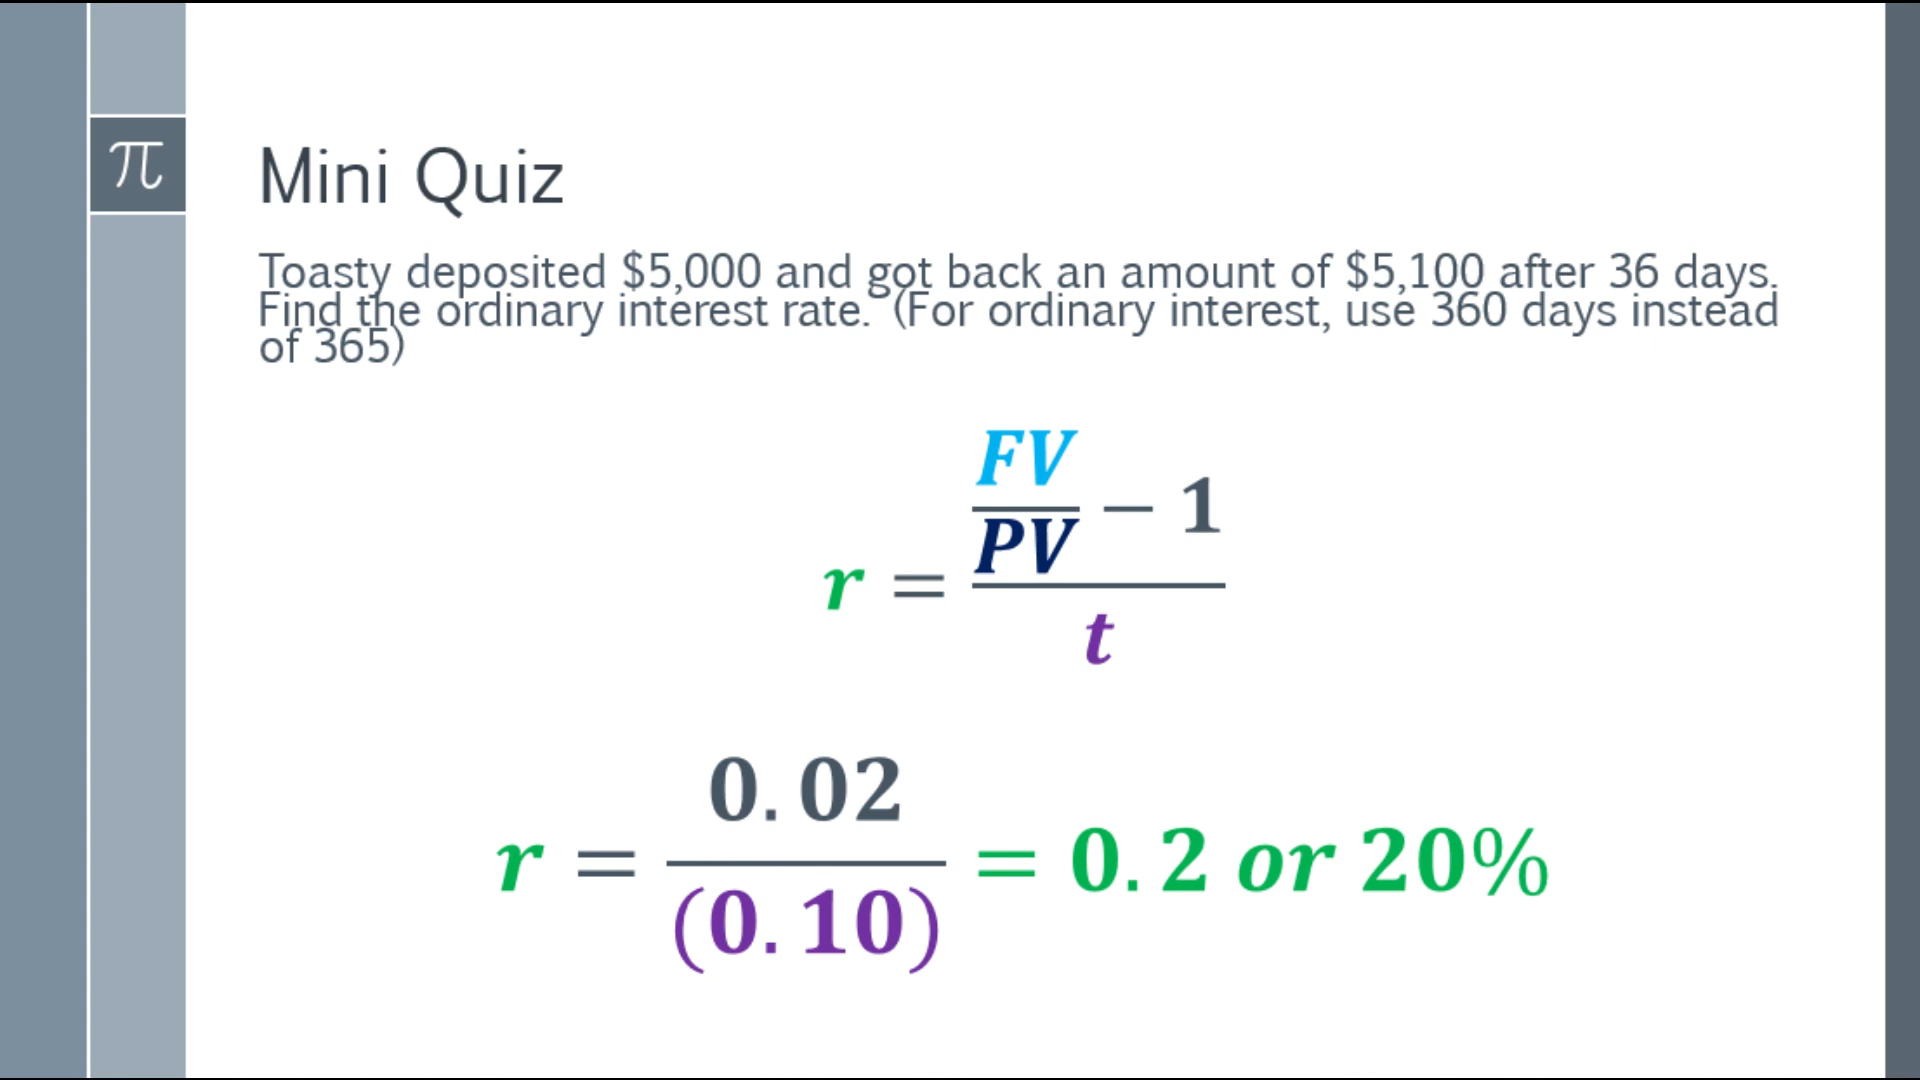 π
Mini Quiz
Toasty deposited $5,000 and got back an amount of $5,100 after 36 days.
Find the ordinary interest rate. (For ordinary interest, use 360 days instead
of 365)
FV
PV
− 1
r =
t
0.02
r =
(0.10)
= 0.2 or 20%